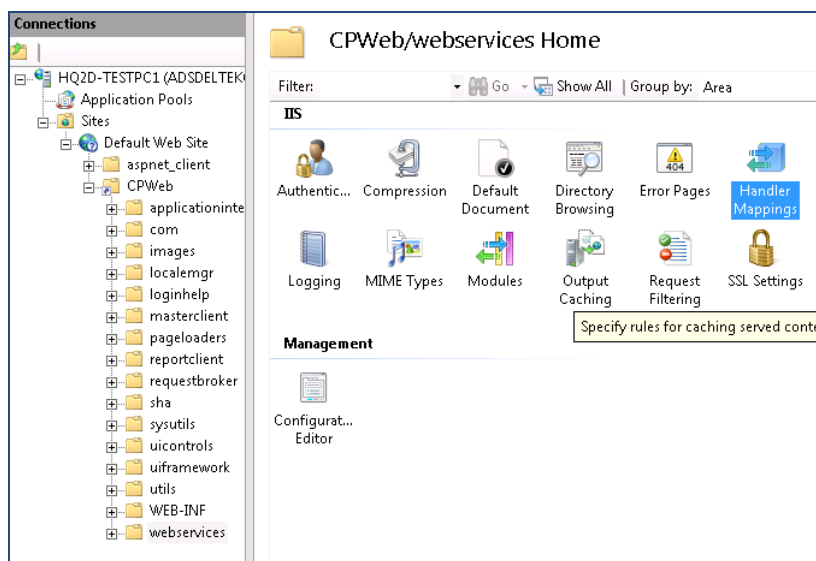 Connections
HQ2D-TESTPC1 (ADSDELTEK
Application Pools
Sites
Default Web Site
aspnet_client
CPWeb
applicationinte
com
images
localemgr
loginhelp
masterclient
pageloaders
reportclient
requestbroker
sha
sysutils
uicontrols
uiframework
utils
WEB-INF
webservices
CPWeb/webservices Home
Filter: Go Show All Group by: Area
IIS
Authentic... Compression Default Document Directory Browsing Error Pages Handler Mappings
404
Logging MIME Types Modules Output Caching Request Filtering SSL Settings
Specify rules for caching served conte
Management
Configurat... Editor